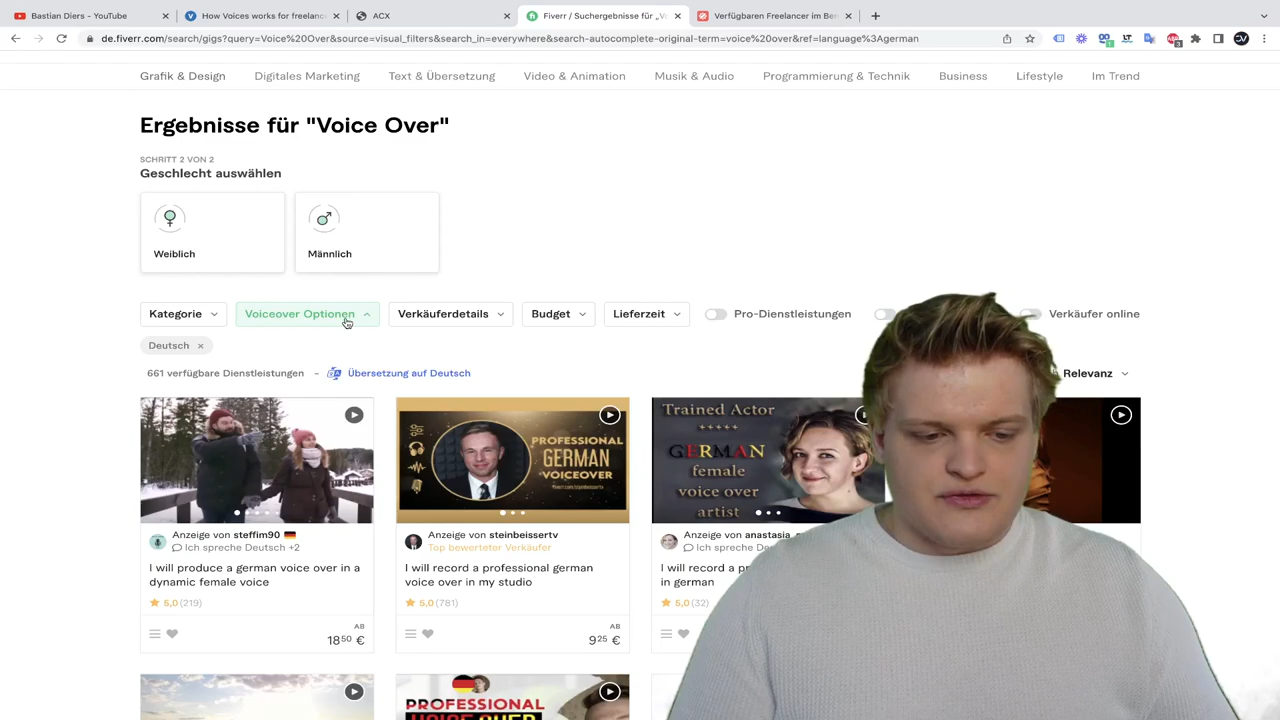 Bastian Diers - YouTube
How Voices works for freelance
ACX
Fiverr / Suchergebnisse für „V
Verfügbaren Freelancer im Ber
de.fiverr.com/search/gigs?query=Voice%20Over&source=visual_filters&search_in=everywhere&search-autocomplete-original-term=voice%20over&ref=language%3Agerman
Grafik & Design
Digitales Marketing
Text & Übersetzung
Video & Animation
Musik & Audio
Programmierung & Technik
Business
Lifestyle
Im Trend
Ergebnisse für "Voice Over"
SCHRITT 2 VON 2
Geschlecht auswählen
Weiblich
Männlich
Kategorie
Voiceover Optionen
Verkäuferdetails
Budget
Lieferzeit
Pro-Dienstleistungen
Verkäufer online
Deutsch
661 verfügbare Dienstleistungen - Übersetzung auf Deutsch
Relevanz
PROFESSIONAL
GERMAN
VOICEOVER
Trained Actor
GERMAN
female
voice over
artist
Anzeige von steffim90
Ich spreche Deutsch +2
I will produce a german voice over in a
dynamic female voice
5,0 (219)
AB
18⁵⁰ €
Anzeige von steinbeissertv
Top bewerteter Verkäufer
I will record a professional german
voice over in my studio
5,0 (781)
AB
9²⁵ €
Anzeige von anastasia
Ich spreche De
I will record a pr
in german
5,0 (32)
PROFESSIONAL